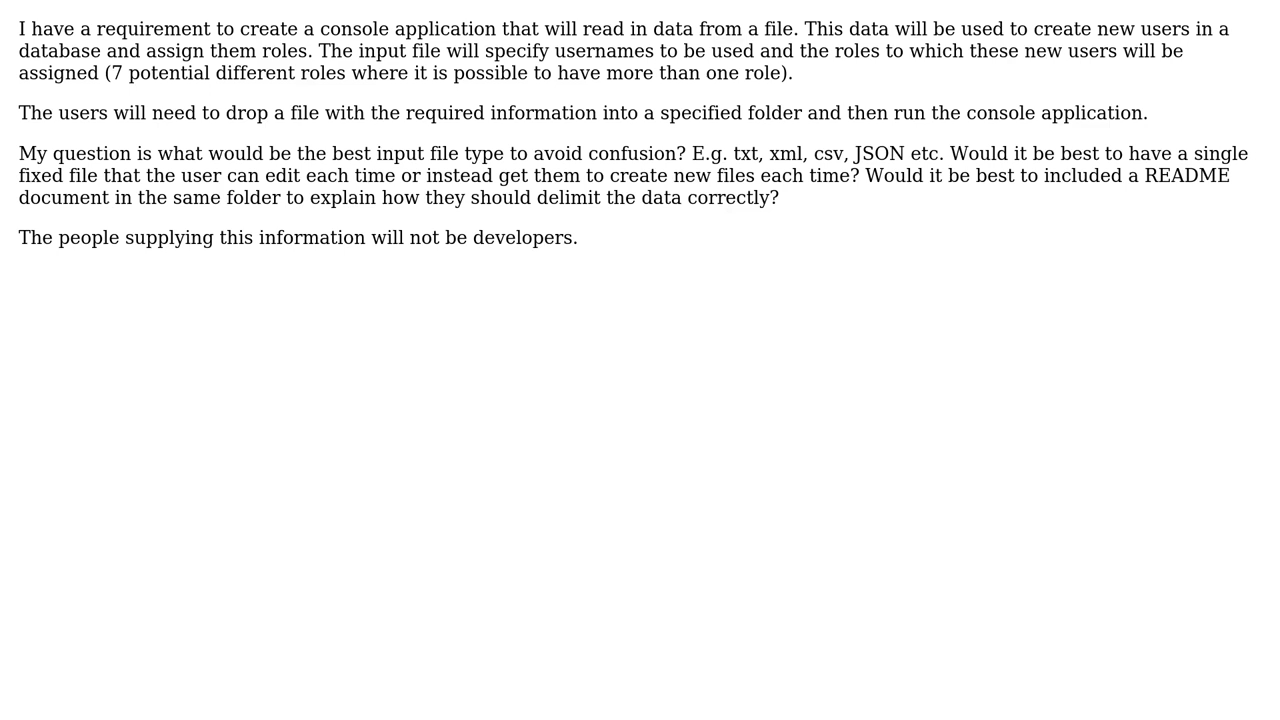 I have a requirement to create a console application that will read in data from a file. This data will be used to create new users in a
database and assign them roles. The input file will specify usernames to be used and the roles to which these new users will be
assigned (7 potential different roles where it is possible to have more than one role).
The users will need to drop a file with the required information into a specified folder and then run the console application.
My question is what would be the best input file type to avoid confusion? E.g. txt, xml, csv, JSON etc. Would it be best to have a single
fixed file that the user can edit each time or instead get them to create new files each time? Would it be best to included a README
document in the same folder to explain how they should delimit the data correctly?
The people supplying this information will not be developers.